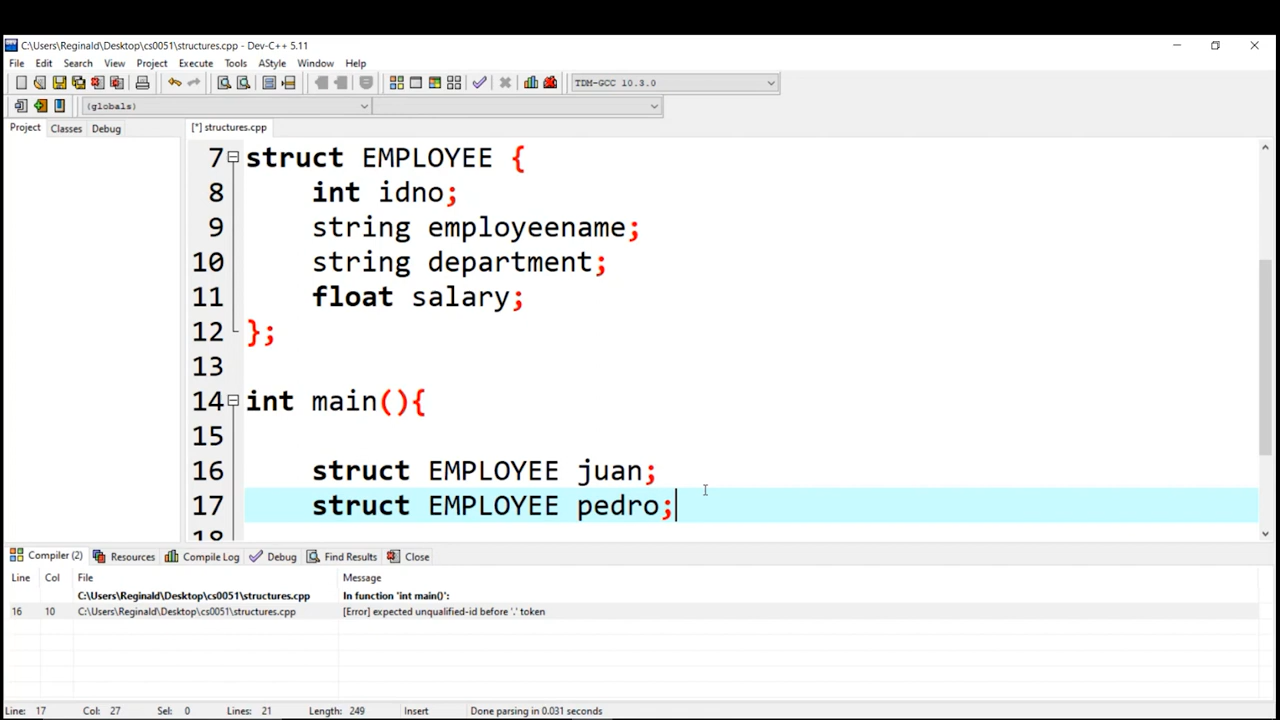 C:\Users\Reginald\Desktop\cs0051\structures.cpp - Dev-C++ 5.11
File Edit Search View Project Execute Tools AStyle Window Help
TDM-GCC 10.3.0
(globals)
Project Classes Debug
[*] structures.cpp
7 struct EMPLOYEE {
8 int idno;
9 string employeename;
10 string department;
11 float salary;
12 };
13
14 int main(){
15
16 struct EMPLOYEE juan;
17 struct EMPLOYEE pedro;
18
Compiler (2) Resources Compile Log Debug Find Results Close
Line Col File Message
C:\Users\Reginald\Desktop\cs0051\structures.cpp In function 'int main()':
16 10 C:\Users\Reginald\Desktop\cs0051\structures.cpp [Error] expected unqualified-id before '.' token
Line: 17 Col: 27 Sel: 0 Lines: 21 Length: 249 Insert Done parsing in 0.031 seconds